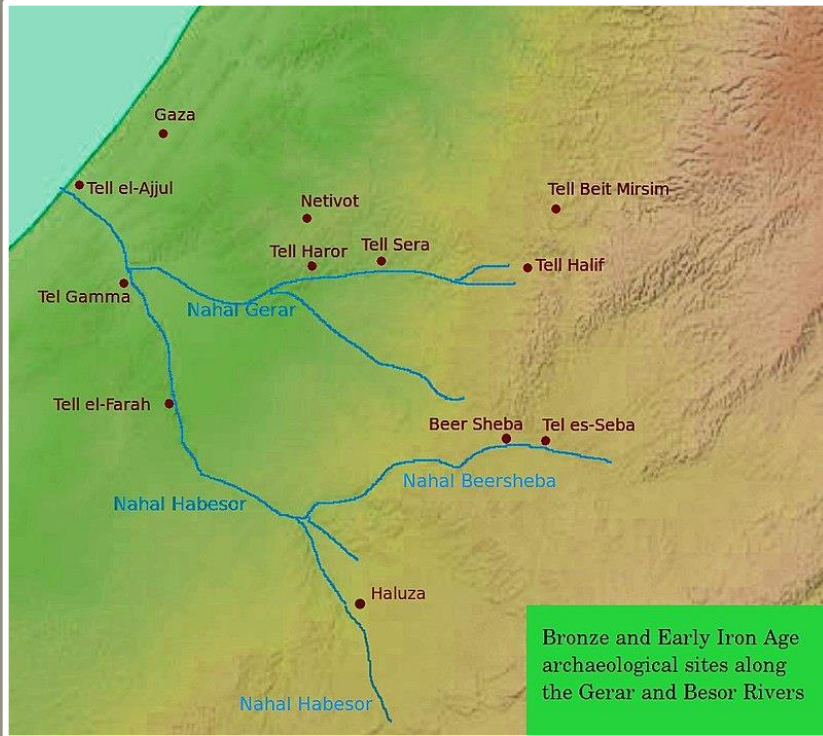 Gaza
Tell el-Ajjul
Tell Beit Mirsim
Netivot
Tell Sera
Tell Haror
Tell Halif
Tel Gamma
Nahal Gerar
Tell el-Farah
Beer Sheba
Tel es-Seba
Nahal Beersheba
Nahal Habesor
Haluza
Bronze and Early Iron Age
archaeological sites along
the Gerar and Besor Rivers
Nahal Habesor